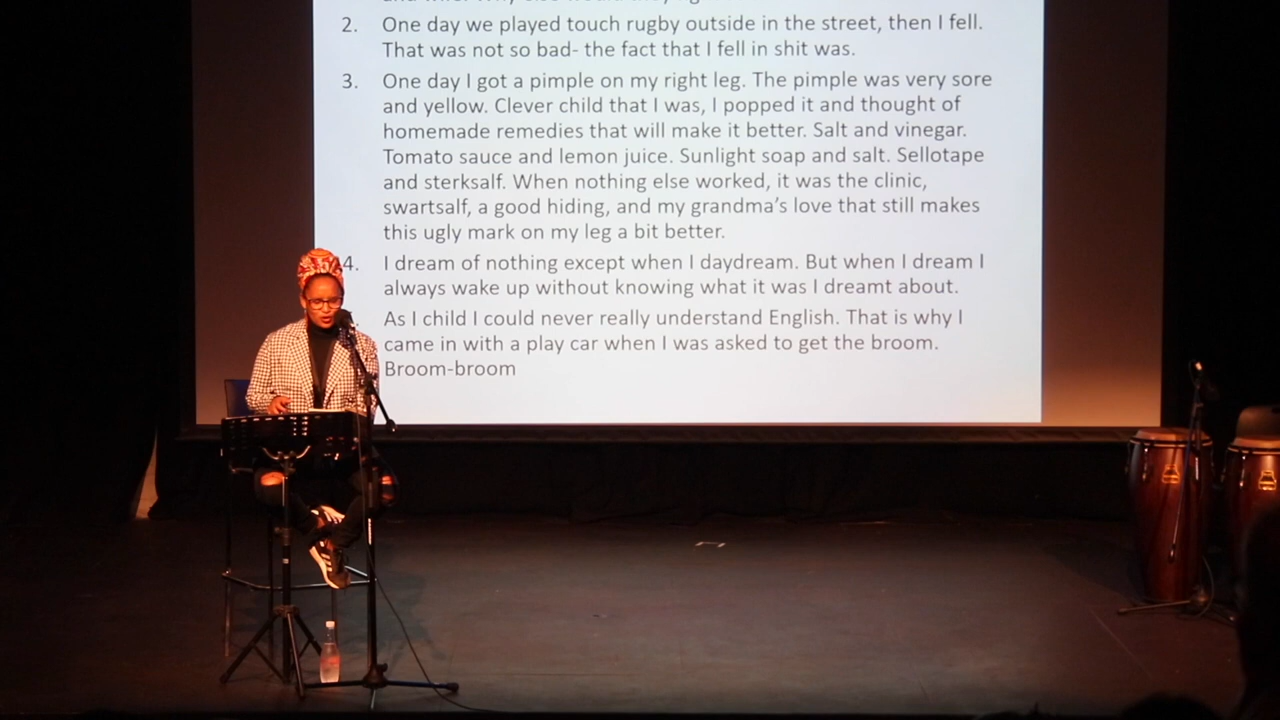 2. One day we played touch rugby outside in the street, then I fell.
That was not so bad- the fact that I fell in shit was.
3. One day I got a pimple on my right leg. The pimple was very sore
and yellow. Clever child that I was, I popped it and thought of
homemade remedies that will make it better. Salt and vinegar.
Tomato sauce and lemon juice. Sunlight soap and salt. Sellotape
and sterksalf. When nothing else worked, it was the clinic,
swartsalf, a good hiding, and my grandma's love that still makes
this ugly mark on my leg a bit better.
4. I dream of nothing except when I daydream. But when I dream I
always wake up without knowing what it was I dreamt about.
As I child I could never really understand English. That is why I
came in with a play car when I was asked to get the broom.
Broom-broom